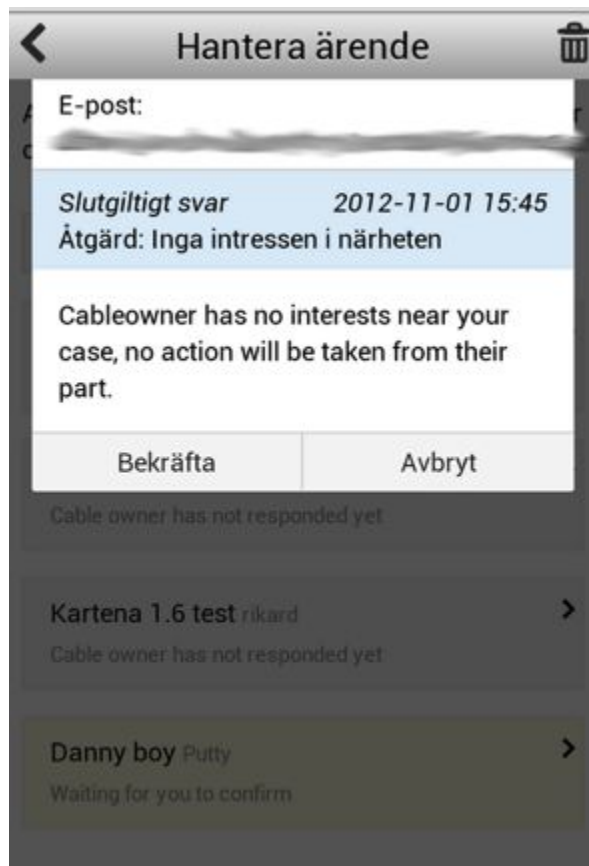 Hantera ärende
E-post:
Slutgiltigt svar 2012-11-01 15:45
Åtgärd: Inga intressen i närheten
Cableowner has no interests near your
case, no action will be taken from their
part.
Bekräfta Avbryt
Cable owner has not responded yet
Kartena 1.6 test rikard
Cable owner has not responded yet
Danny boy Putty
Waiting for you to confirm